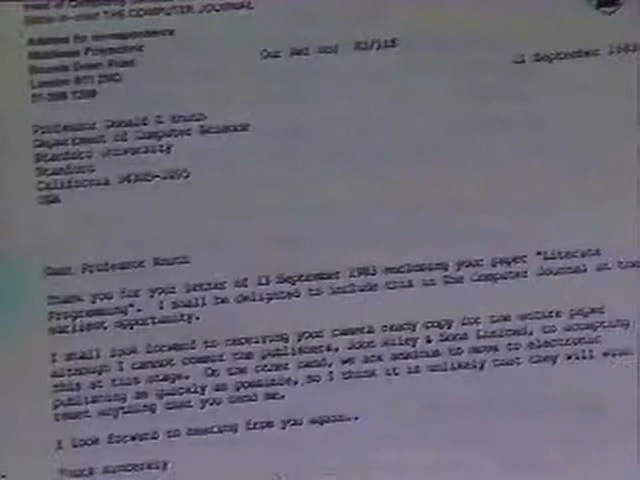 THE COMPUTER JOURNAL
Address for correspondence
Polytechnic
London
Our Ref
September
Professor Donald E Knuth
Department of Computer Science
Stanford University
Stanford
California
USA
Dear Professor Knuth
Thank you for your letter of 13 September 1983 enclosing your paper "Literate
Programming". I shall be delighted to include this in The Computer Journal at the
earliest opportunity.
I shall look forward to receiving your camera ready copy for the entire paper
although I cannot commit the publishers, John Wiley & Sons Limited, to accepting
this at this stage. On the other hand, we are anxious to move to electronic
publishing as quickly as possible, so I think it is unlikely that they will
reset anything that you send me.
I look forward to hearing from you again.
Yours sincerely